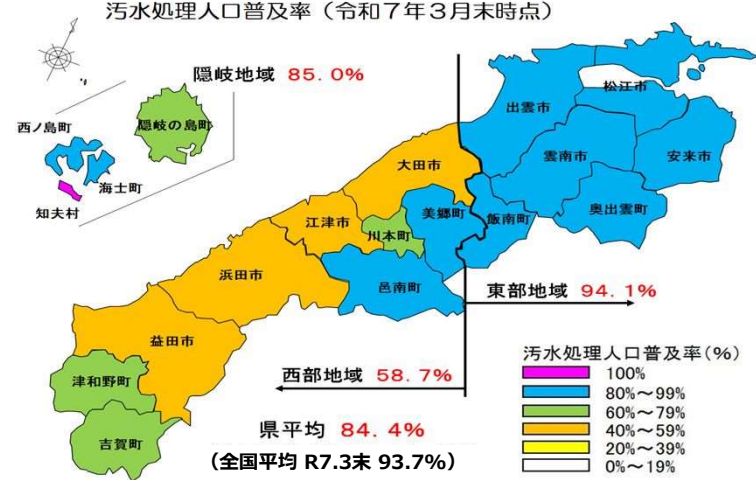 汚水処理人口普及率（令和7年3月末時点）
隠岐地域 85.0%
隠岐の島町
西ノ島町
海士町
知夫村
松江市
出雲市
雲南市
安来市
奥出雲町
飯南町
大田市
美郷町
川本町
江津市
邑南町
浜田市
益田市
津和野町
吉賀町
東部地域 94.1%
西部地域 58.7%
県平均 84.4%
（全国平均 R7.3末 93.7%）
汚水処理人口普及率(%)
100%
80%～99%
60%～79%
40%～59%
20%～39%
0%～19%